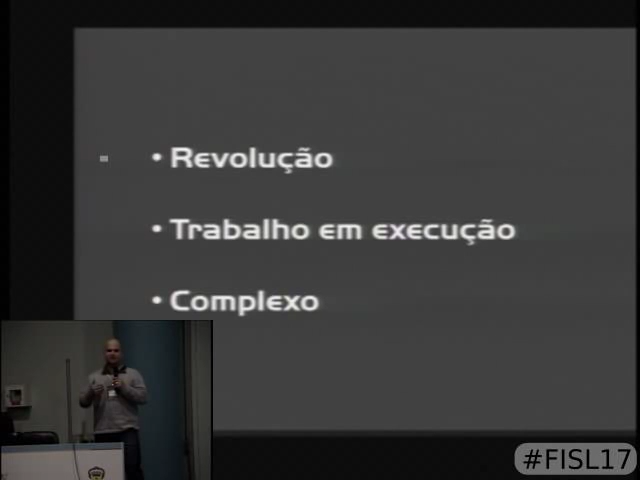 • Revolução
• Trabalho em execução
• Complexo
#FISL17